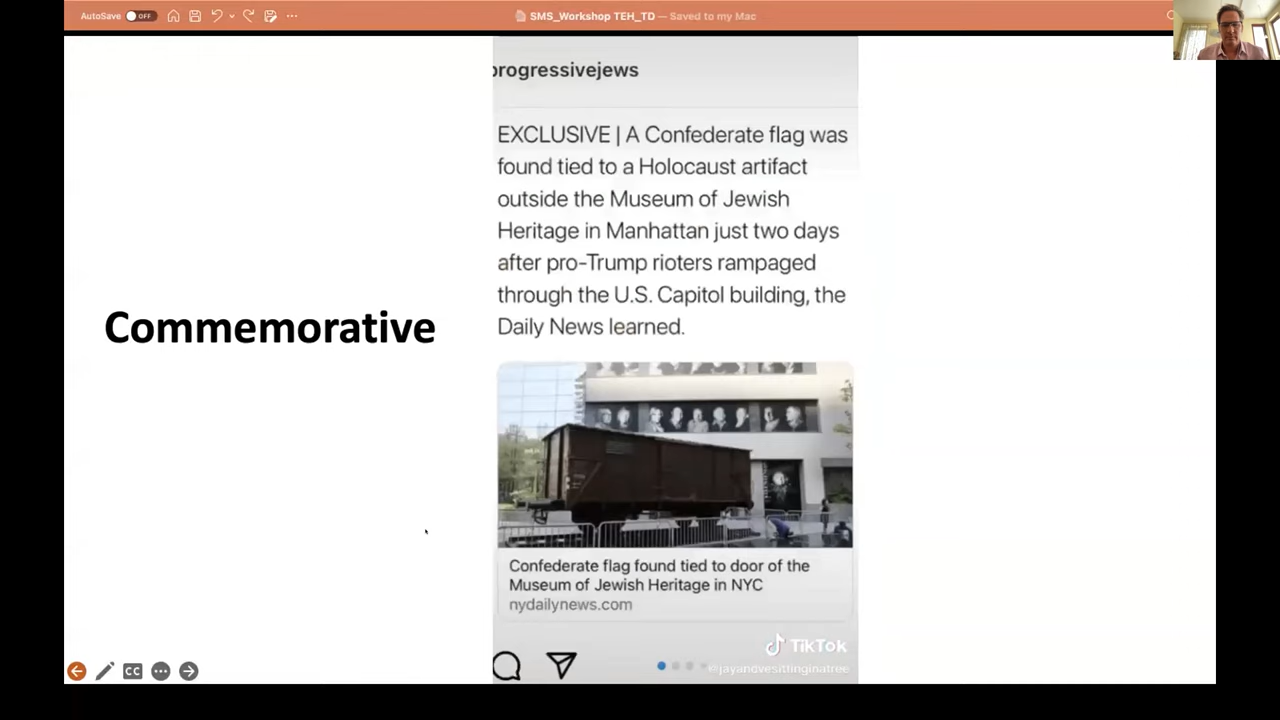 AutoSave OFF
SMS_Workshop TEH_TD — Saved to my Mac
progressivejews
EXCLUSIVE | A Confederate flag was
found tied to a Holocaust artifact
outside the Museum of Jewish
Heritage in Manhattan just two days
after pro-Trump rioters rampaged
through the U.S. Capitol building, the
Daily News learned.
Commemorative
Confederate flag found tied to door of the
Museum of Jewish Heritage in NYC
nydailynews.com
TikTok
@jayandvesittinginatree
CC